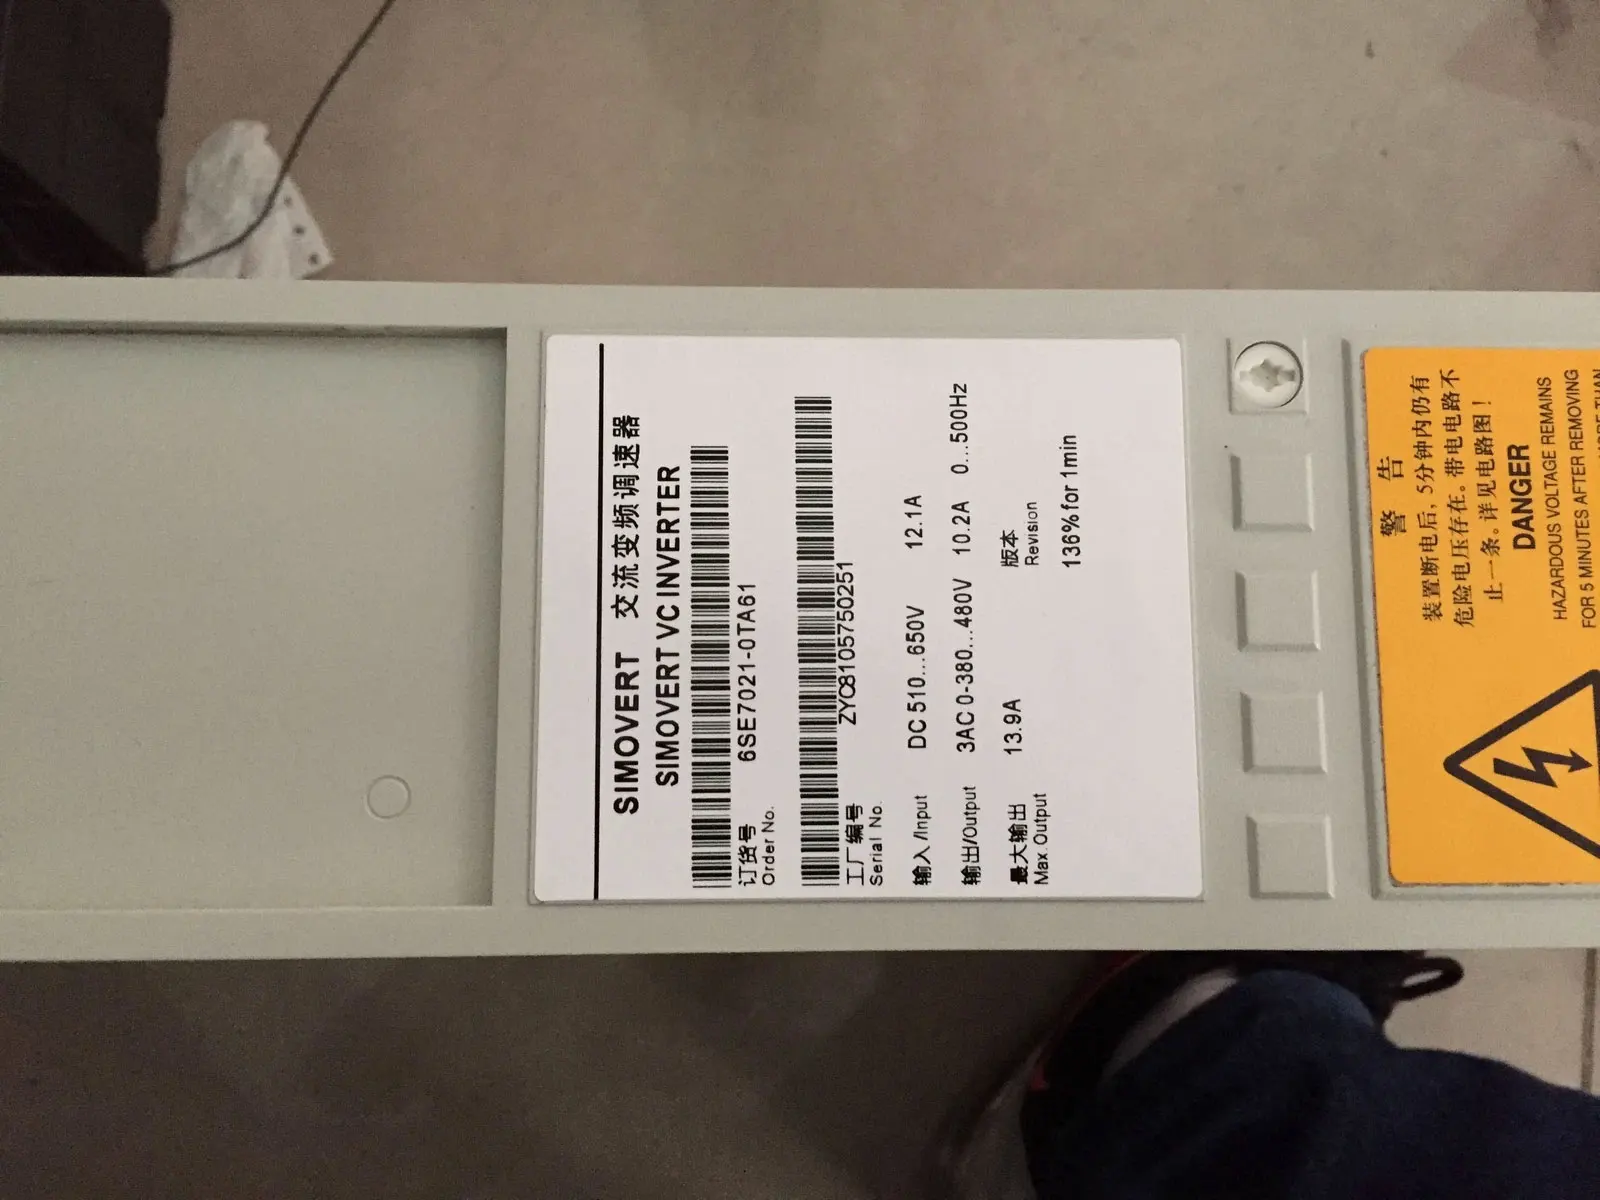 SIMOVERT 交流变频调速器
SIMOVERT VC INVERTER
订货号 6SE7021-0TA61
Order No.
工厂编号 ZYC8105750251
Serial No.
输入/Input DC 510...650V 12.1A
输出/Output 3AC 0-380...480V 10.2A 0...500Hz
最大输出 13.9A 版本
Max.Output Revision
136% for 1min
警 告
装置断电后，5分钟内仍有
危险电压存在。带电电路不
止一条。详见电路图！
DANGER
HAZARDOUS VOLTAGE REMAINS
FOR 5 MINUTES AFTER REMOVING